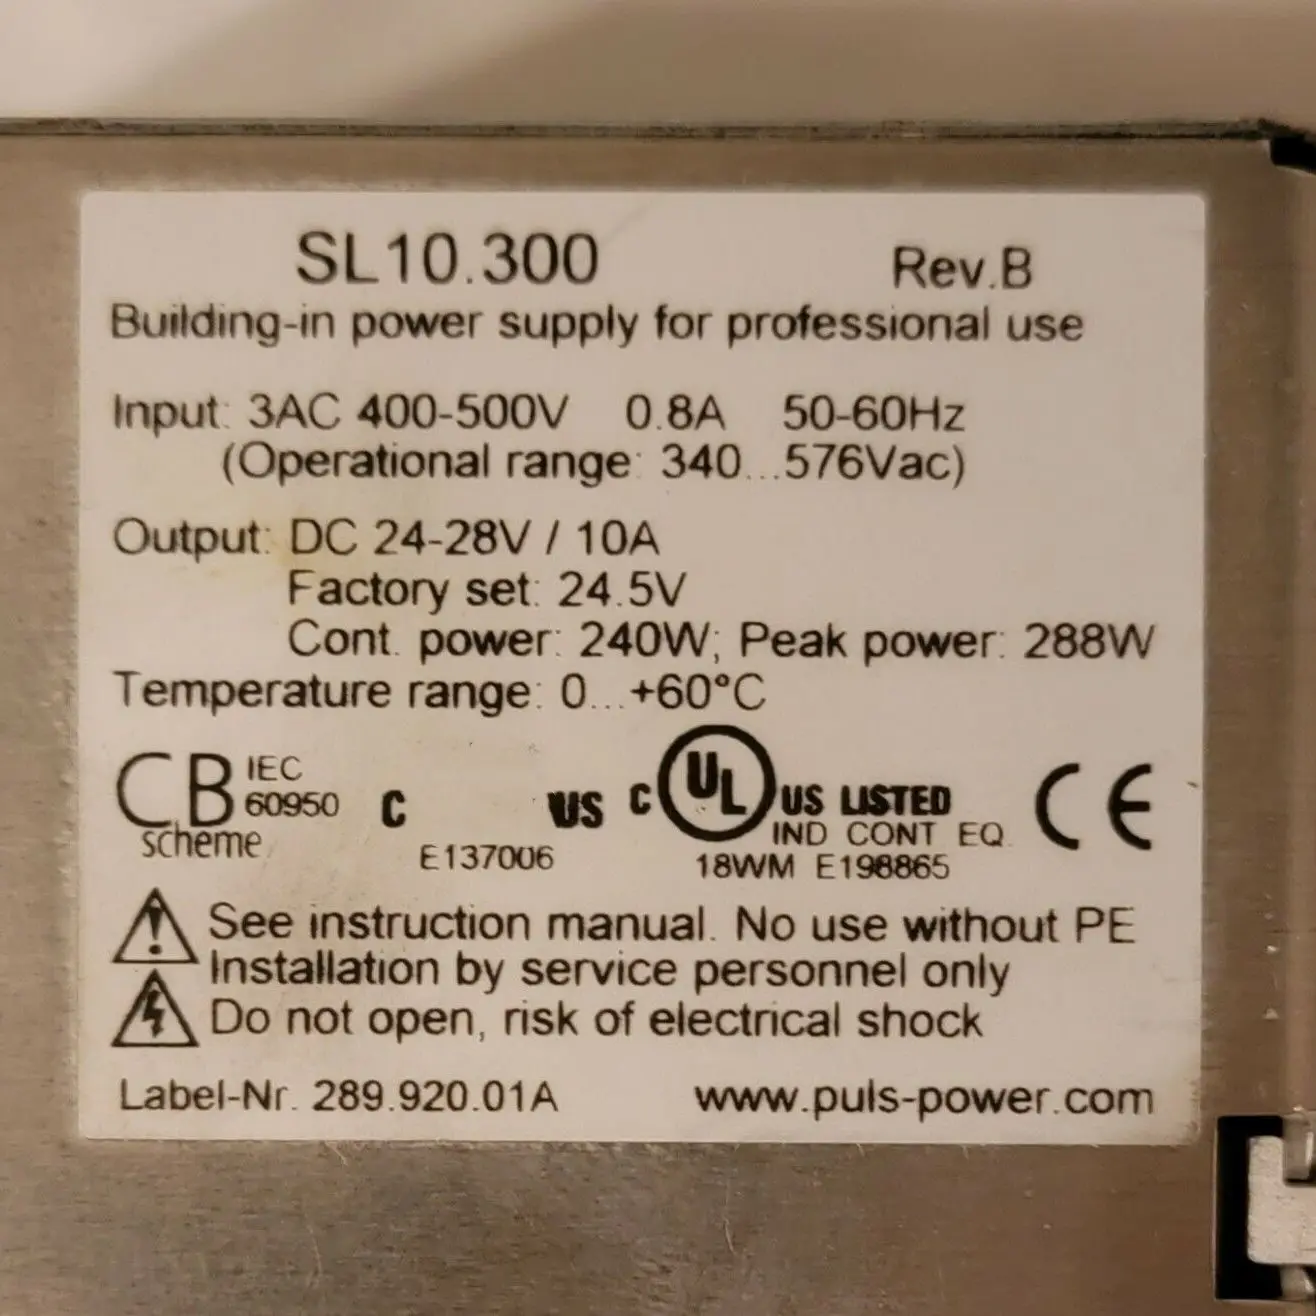 SL10.300 Rev.B
Building-in power supply for professional use
Input: 3AC 400-500V 0.8A 50-60Hz
(Operational range: 340...576Vac)
Output: DC 24-28V / 10A
Factory set: 24.5V
Cont. power: 240W; Peak power: 288W
Temperature range: 0...+60°C
CB scheme IEC 60950
C US
E137006
C UL US LISTED
IND CONT EQ.
18WM E198865
CE
See instruction manual. No use without PE
Installation by service personnel only
Do not open, risk of electrical shock
Label-Nr. 289.920.01A www.puls-power.com